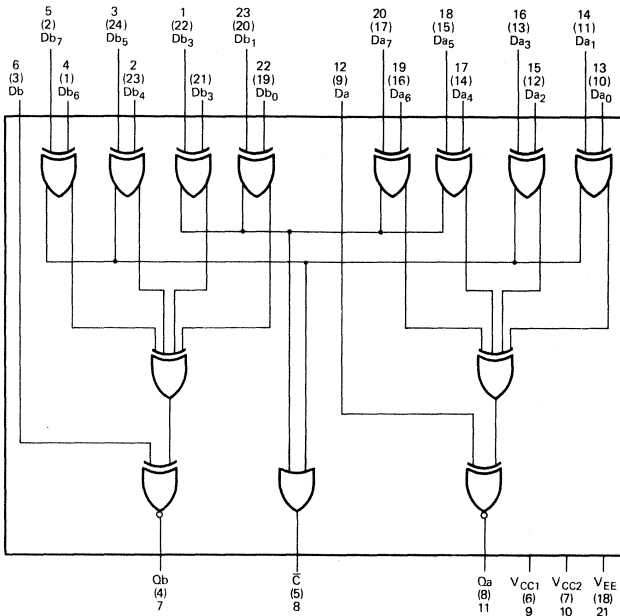 5
(2)
Db₇
3
(24)
Db₅
1
(22)
Db₃
23
(20)
Db₁
20
(17)
Da₇
18
(15)
Da₅
16
(13)
Da₃
14
(11)
Da₁
6
(3)
Db
4
(1)
Db₆
2
(23)
Db₄
(21)
Db₃
22
(19)
Db₀
12
(9)
Da
19
(16)
Da₆
17
(14)
Da₄
15
(12)
Da₂
13
(10)
Da₀
Qb
(4)
7
C̅
(5)
8
Qa
(8)
11
V_CC1
(6)
9
V_CC2
(7)
10
V_EE
(18)
21